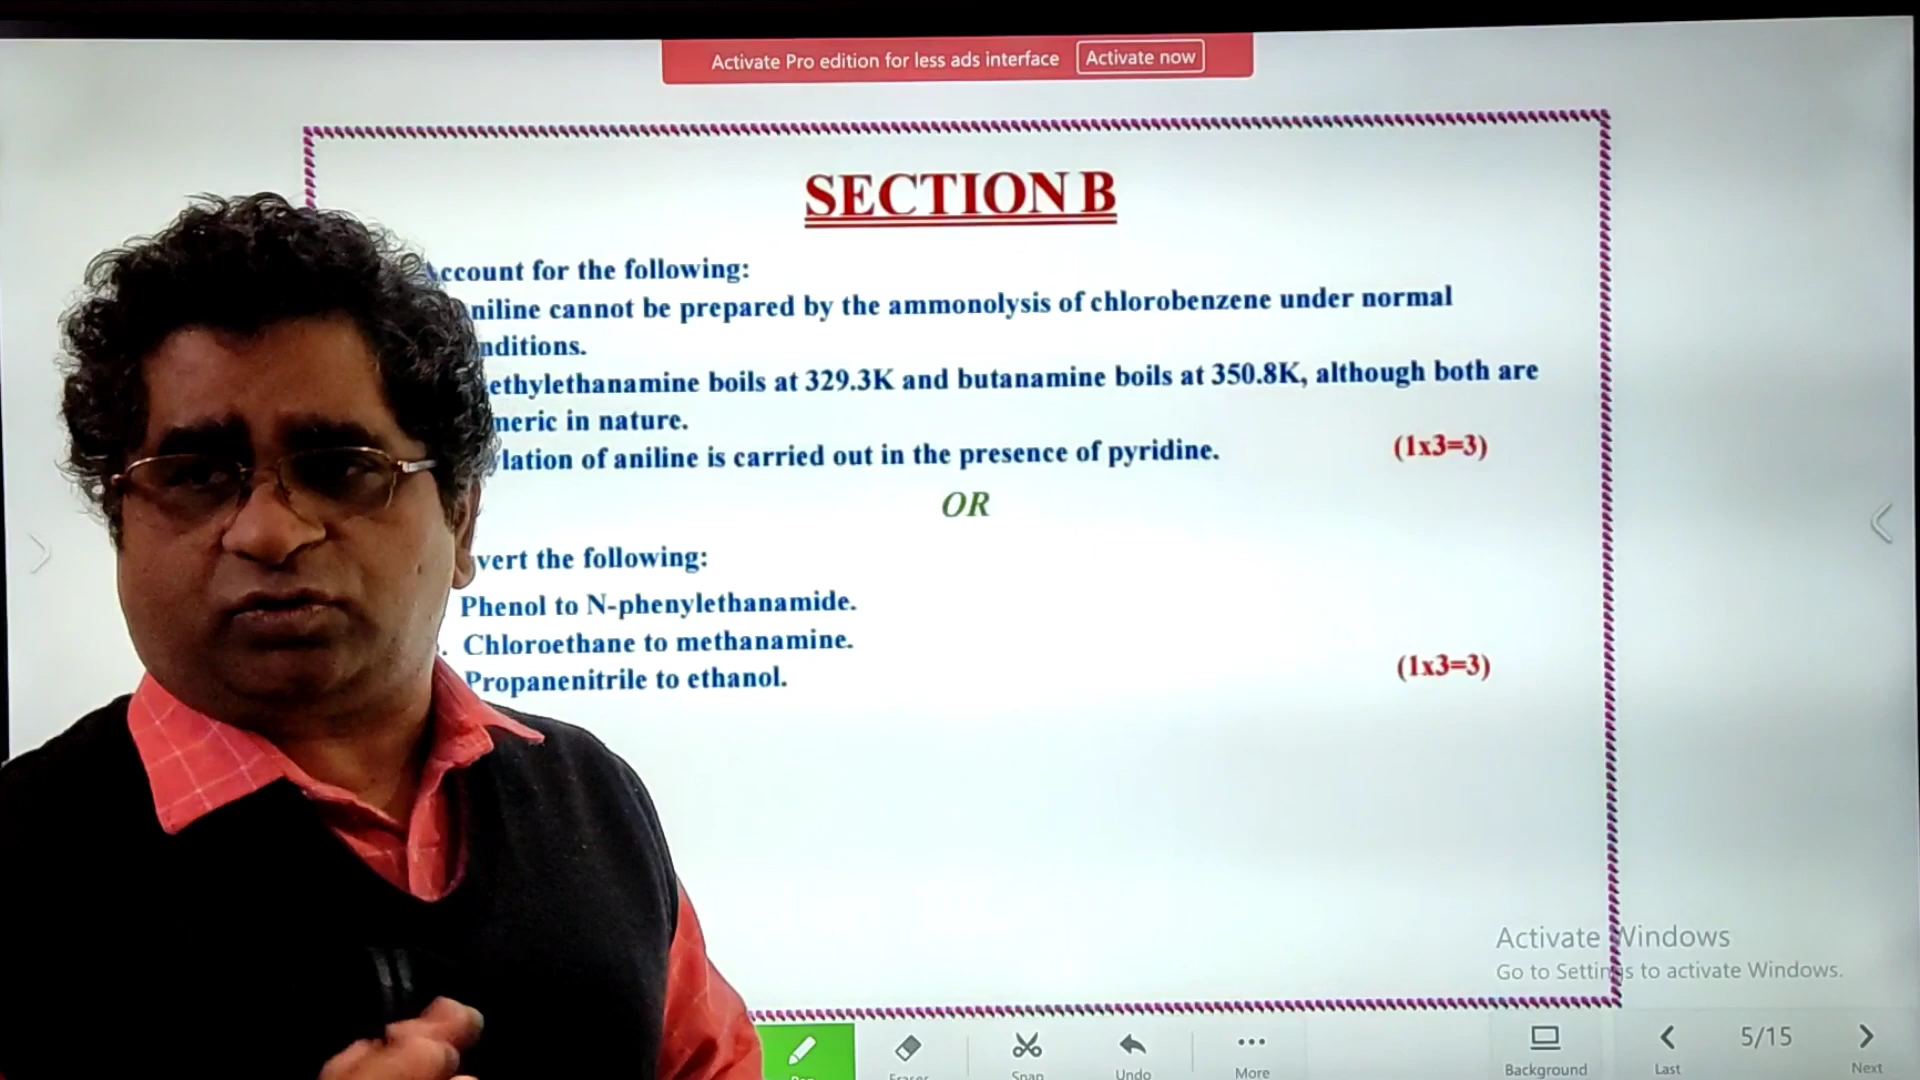 Activate Pro edition for less ads interface Activate now
SECTION B
ccount for the following:
niline cannot be prepared by the ammonolysis of chlorobenzene under normal
nditions.
ethylethanamine boils at 329.3K and butanamine boils at 350.8K, although both are
meric in nature.
lation of aniline is carried out in the presence of pyridine. (1x3=3)
OR
vert the following:
Phenol to N-phenylethanamide.
. Chloroethane to methanamine.
Propanenitrile to ethanol. (1x3=3)
Activate Windows
Go to Settings to activate Windows.
5/15
Eraser Snap Undo More Background Last Next